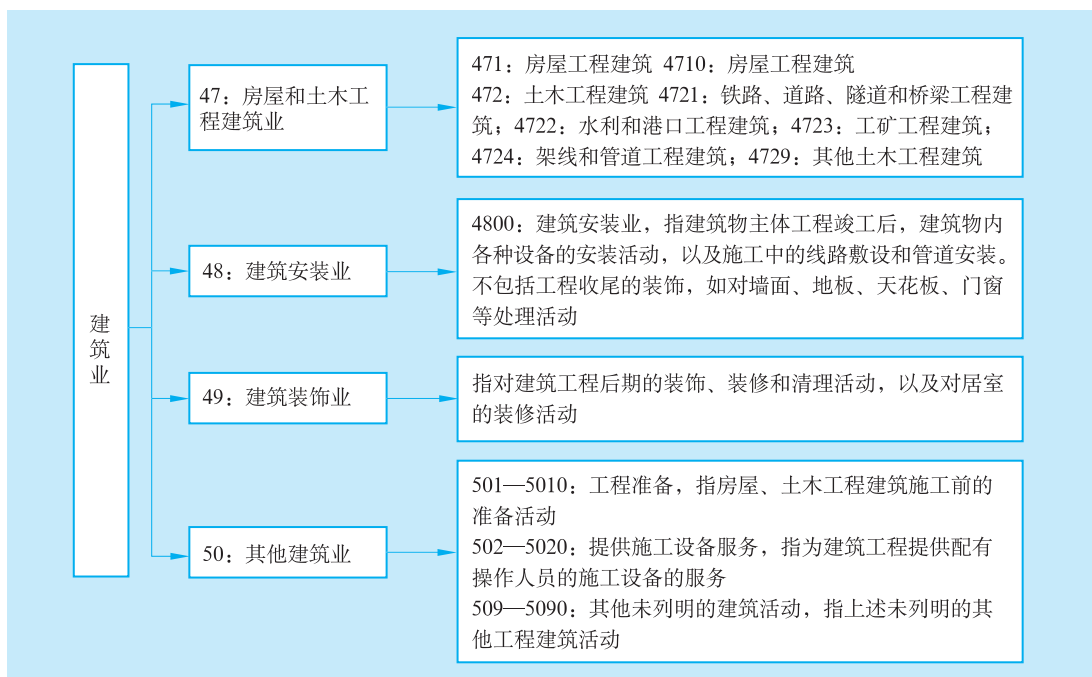 建筑业
47：房屋和土木工
程建筑业
471：房屋工程建筑 4710：房屋工程建筑
472：土木工程建筑 4721：铁路、道路、隧道和桥梁工程建
筑；4722：水利和港口工程建筑；4723：工矿工程建筑；
4724：架线和管道工程建筑；4729：其他土木工程建筑
48：建筑安装业
4800：建筑安装业，指建筑物主体工程竣工后，建筑物内
各种设备的安装活动，以及施工中的线路敷设和管道安装。
不包括工程收尾的装饰，如对墙面、地板、天花板、门窗
等处理活动
49：建筑装饰业
指对建筑工程后期的装饰、装修和清理活动，以及对居室
的装修活动
50：其他建筑业
501—5010：工程准备，指房屋、土木工程建筑施工前的
准备活动
502—5020：提供施工设备服务，指为建筑工程提供配有
操作人员的施工设备的服务
509—5090：其他未列明的建筑活动，指上述未列明的其
他工程建筑活动